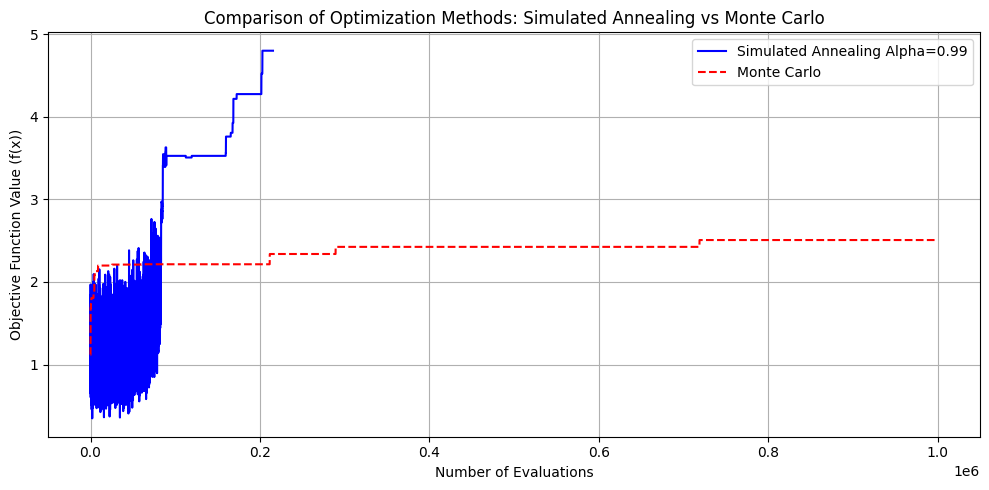 Comparison of Optimization Methods: Simulated Annealing vs Monte Carlo
Simulated Annealing Alpha=0.99
Monte Carlo
Objective Function Value (f(x))
5
4
3
2
1
0.0
0.2
0.4
0.6
0.8
1.0
1e6
Number of Evaluations